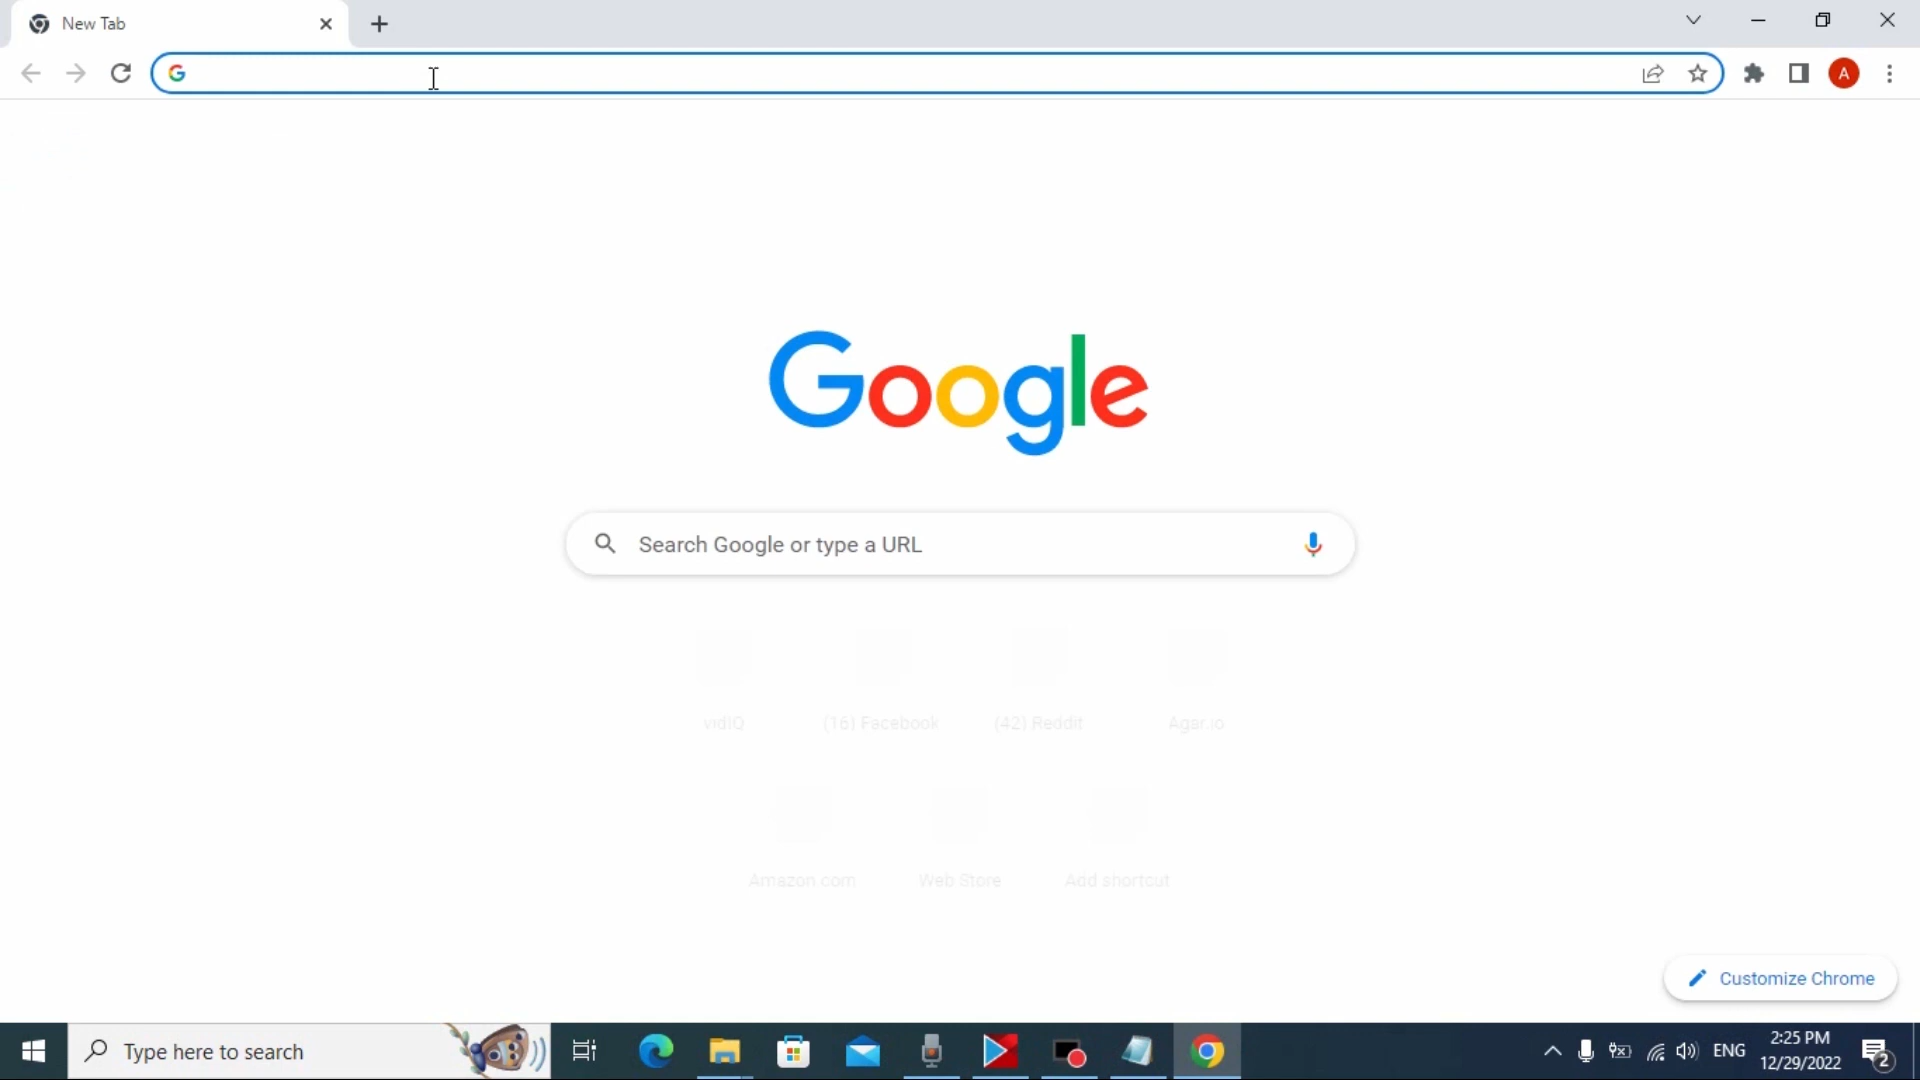 New Tab
A
Google
Search Google or type a URL
vidIQ
(16) Facebook
(42) Reddit
Agar.io
Amazon.com
Web Store
Add shortcut
Customize Chrome
Type here to search
ENG
2:25 PM
12/29/2022
2